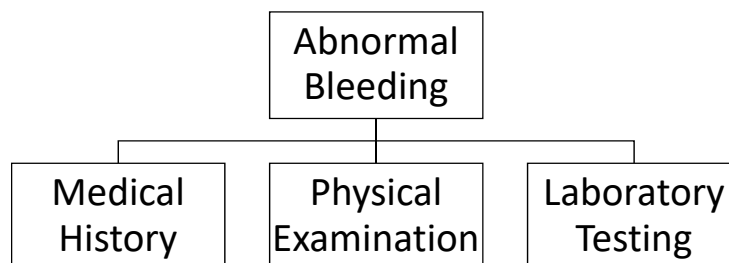 Abnormal
Bleeding
Medical
History
Physical
Examination
Laboratory
Testing